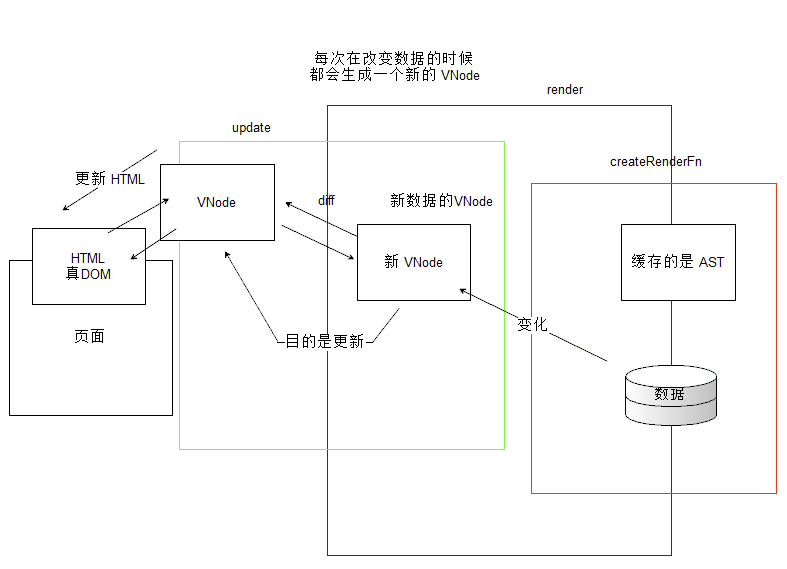 每次在改变数据的时候
都会生成一个新的 VNode
render
update
createRenderFn
更新 HTML
VNode
diff
新数据的VNode
HTML
真DOM
新 VNode
缓存的是 AST
页面
目的是更新
变化
数据